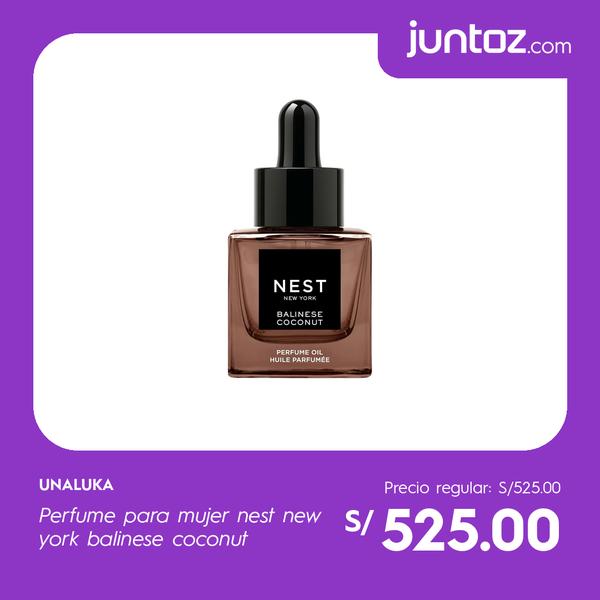 juntoz.com
NEST
NEW YORK
BALINESE
COCONUT
PERFUME OIL
HUILE PARFUMÉE
UNALUKA
Perfume para mujer nest new
york balinese coconut
Precio regular: S/525.00
S/ 525.00